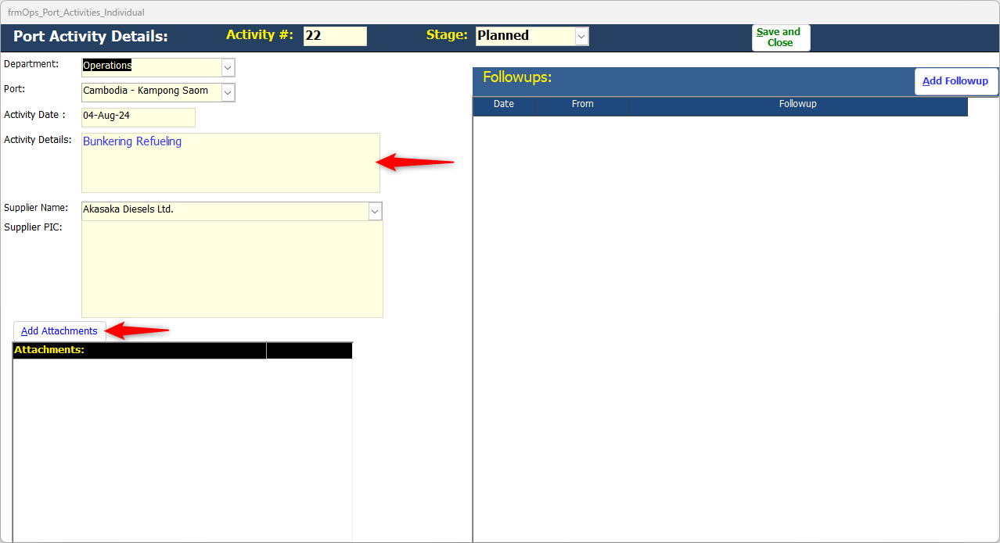 frmOps_Port_Activities_Individual
Port Activity Details:
Activity #:
22
Stage:
Planned
Save and
Close
Department:
Operations
Port:
Cambodia - Kampong Saom
Activity Date :
04-Aug-24
Activity Details:
Bunkering Refueling
Supplier Name:
Akasaka Diesels Ltd.
Supplier PIC:
Add Attachments
Attachments:
Followups:
Add Followup
Date
From
Followup